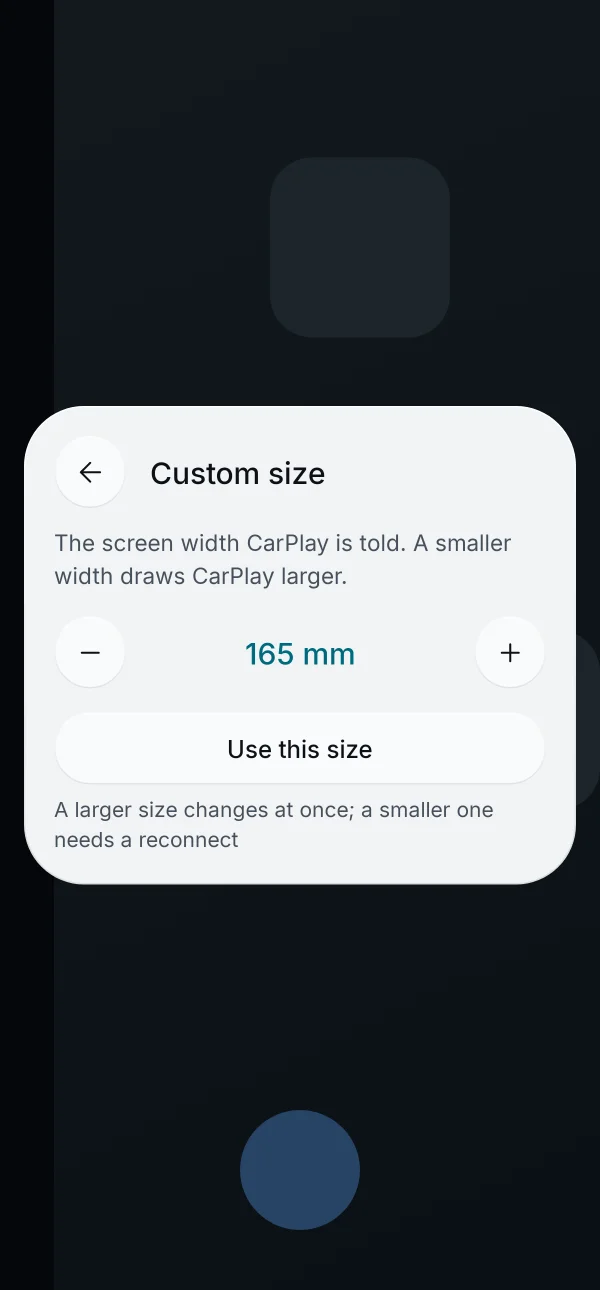 Custom size
The screen width CarPlay is told. A smaller
width draws CarPlay larger.
165 mm
Use this size
A larger size changes at once; a smaller one
needs a reconnect